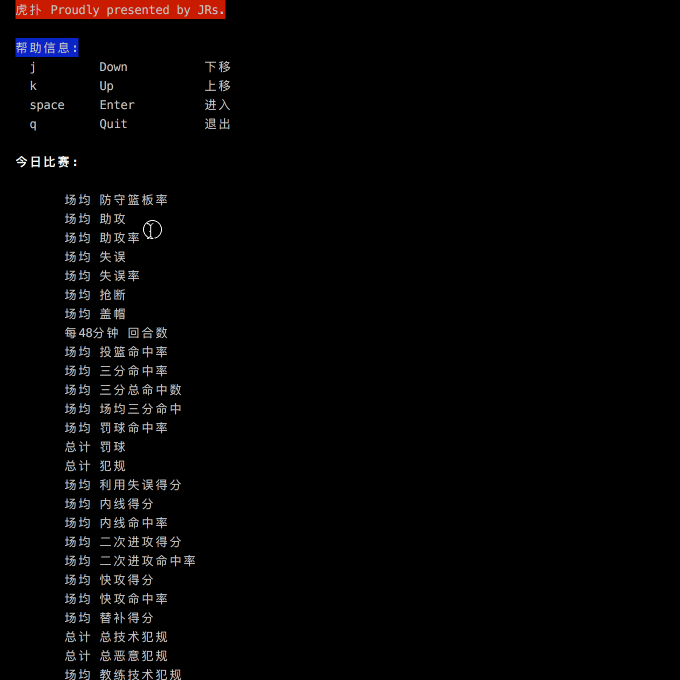 虎扑 Proudly presented by JRs.
帮助信息:
j Down 下移
k Up 上移
space Enter 进入
q Quit 退出
今日比赛:
场均 防守篮板率
场均 助攻
场均 助攻率
场均 失误
场均 失误率
场均 抢断
场均 盖帽
每48分钟 回合数
场均 投篮命中率
场均 三分命中率
场均 三分总命中数
场均 场均三分命中
场均 罚球命中率
总计 罚球
总计 犯规
场均 利用失误得分
场均 内线得分
场均 内线命中率
场均 二次进攻得分
场均 二次进攻命中率
场均 快攻得分
场均 快攻命中率
场均 替补得分
总计 总技术犯规
总计 总恶意犯规
场均 教练技术犯规